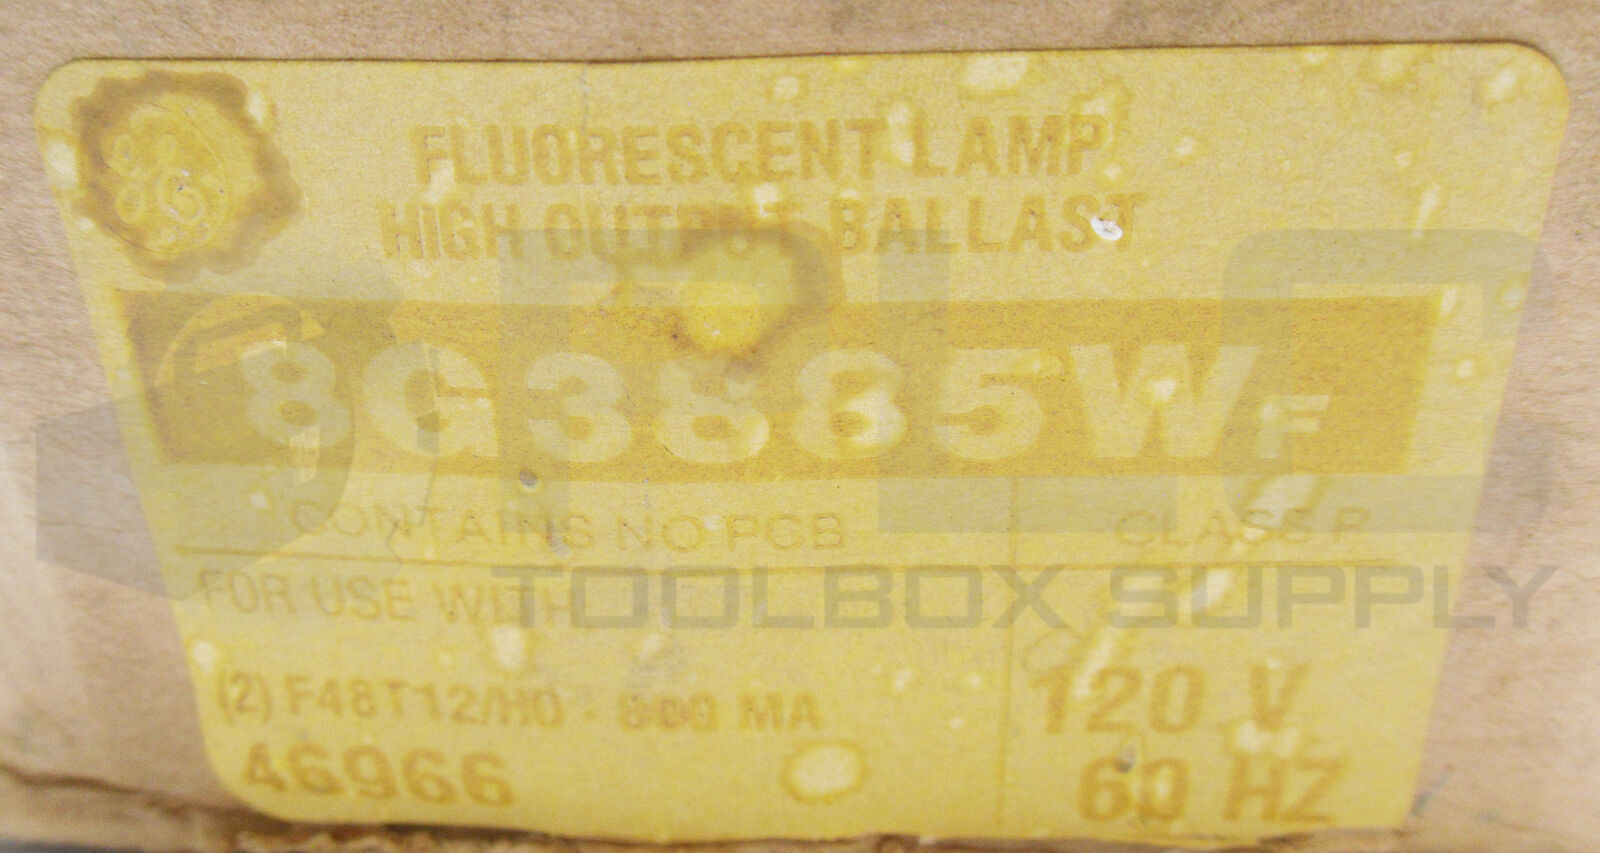 FLUORESCENT LAMP
HIGH OUTPUT BALLAST
8G3885WF
CONTAINS NO PCB
CLASS P
FOR USE WITH
(2) F48T12/HO - 800 MA
46966
120 V
60 HZ
TOOLBOX SUPPLY